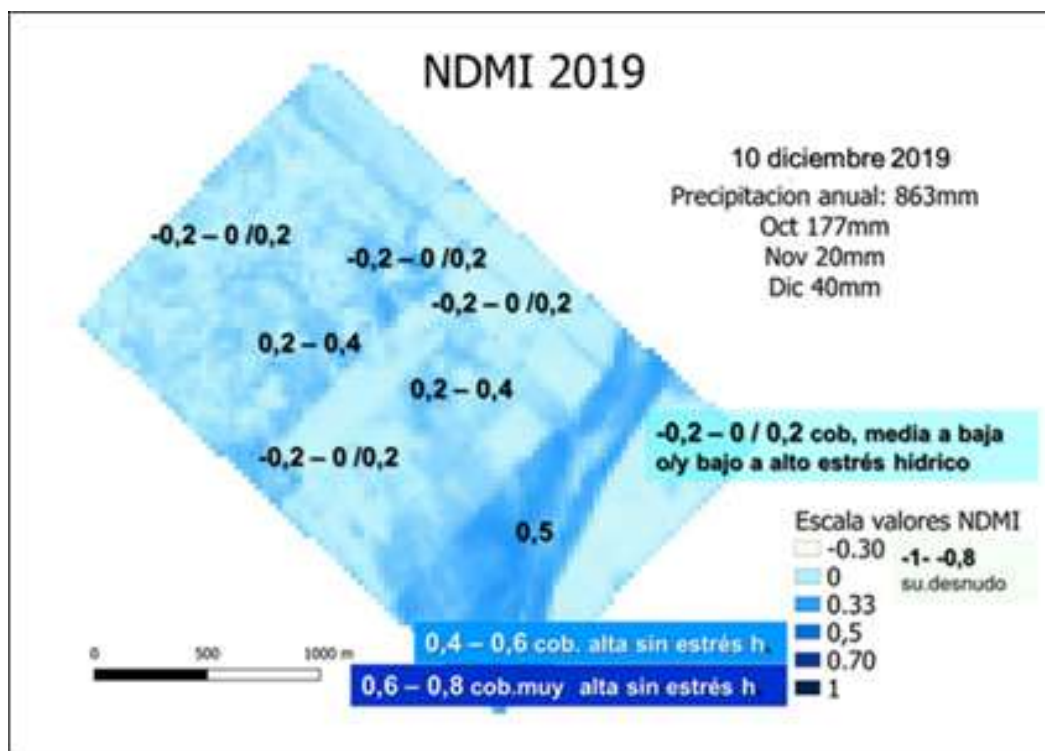 NDMI 2019
10 diciembre 2019
Precipitacion anual: 863mm
Oct 177mm
Nov 20mm
Dic 40mm
-0,2 – 0 /0,2
-0,2 – 0 /0,2
-0,2 – 0 /0,2
0,2 – 0,4
0,2 – 0,4
-0,2 – 0 /0,2
0,5
-0,2 – 0 / 0,2 cob, media a baja
o/y bajo a alto estrés hídrico
Escala valores NDMI
-0.30
0
0.33
0,5
0.70
1
-1- -0,8
su.desnudo
0,4 – 0,6 cob. alta sin estrés h.
0,6 – 0,8 cob.muy alta sin estrés h.
0 500 1000 m